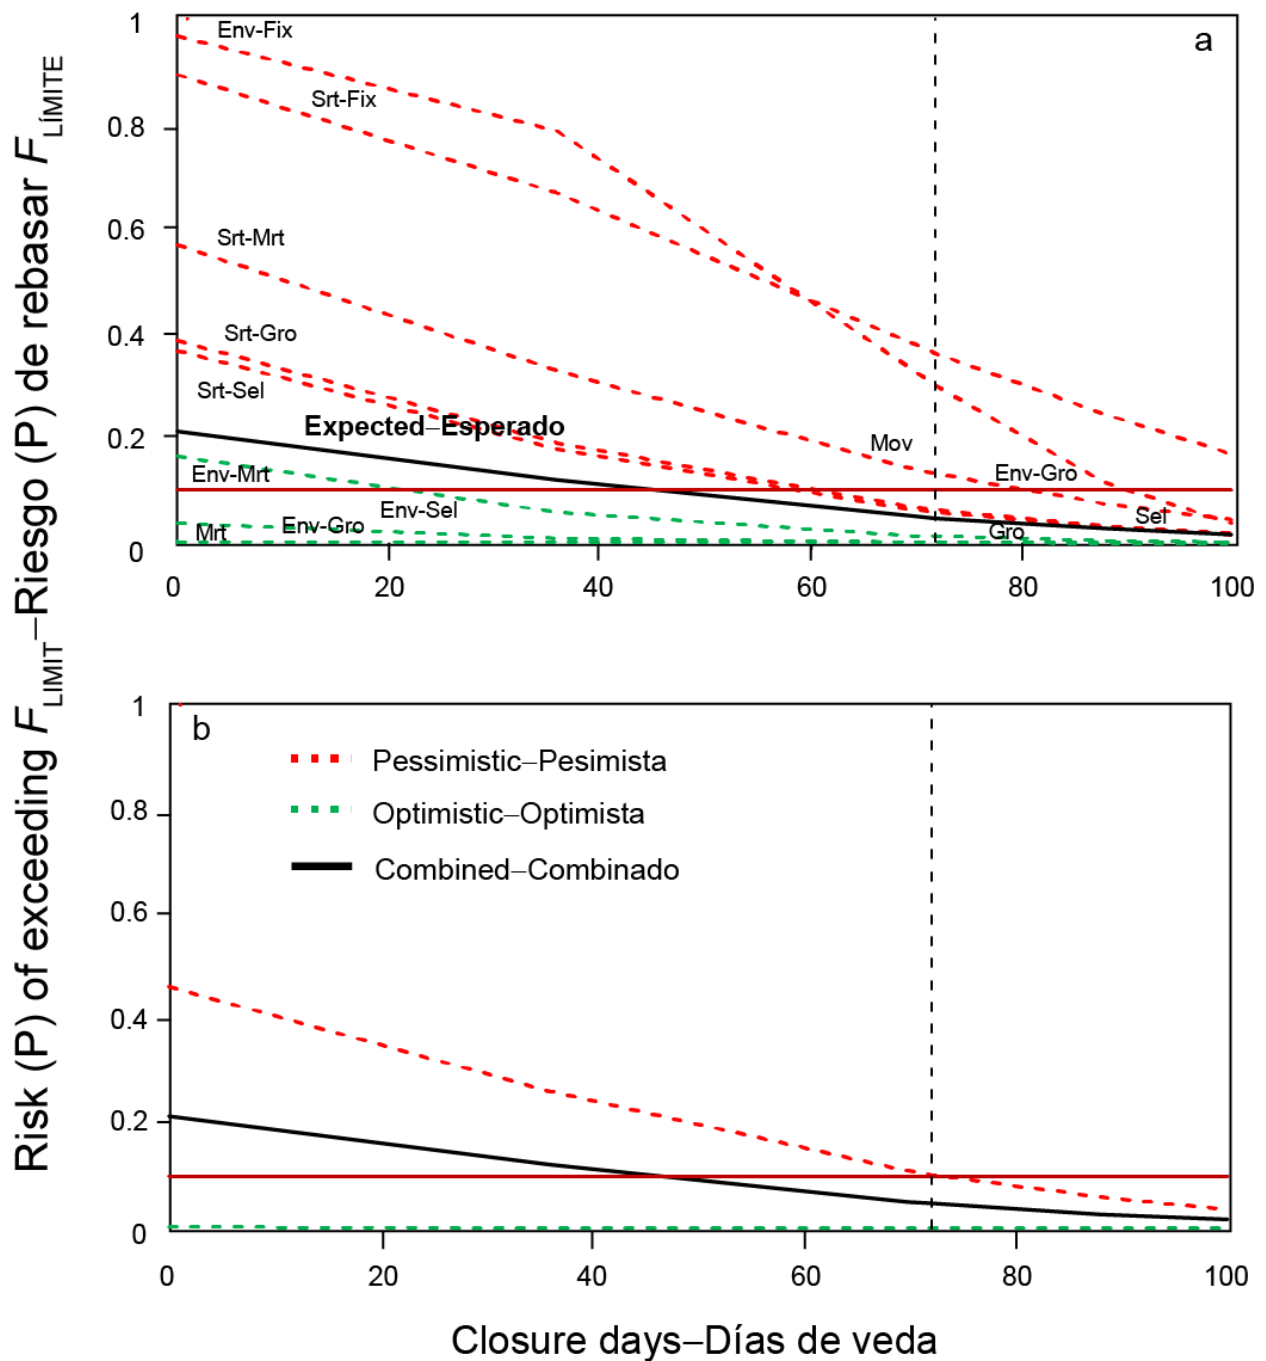 Risk (P) of exceeding FLIMIT–Riesgo (P) de rebasar FLÍMITE
1
0.8
0.6
0.4
0.2
0
a
Env-Fix
Srt-Fix
Srt-Mrt
Srt-Gro
Srt-Sel
Expected–Esperado
Mov
Env-Mrt
Env-Gro
Env-Sel
Sel
Mrt
Env-Gro
Gro
0 20 40 60 80 100
1
0.8
0.6
0.4
0.2
0
b
Pessimistic–Pesimista
Optimistic–Optimista
Combined–Combinado
0 20 40 60 80 100
Closure days–Días de veda